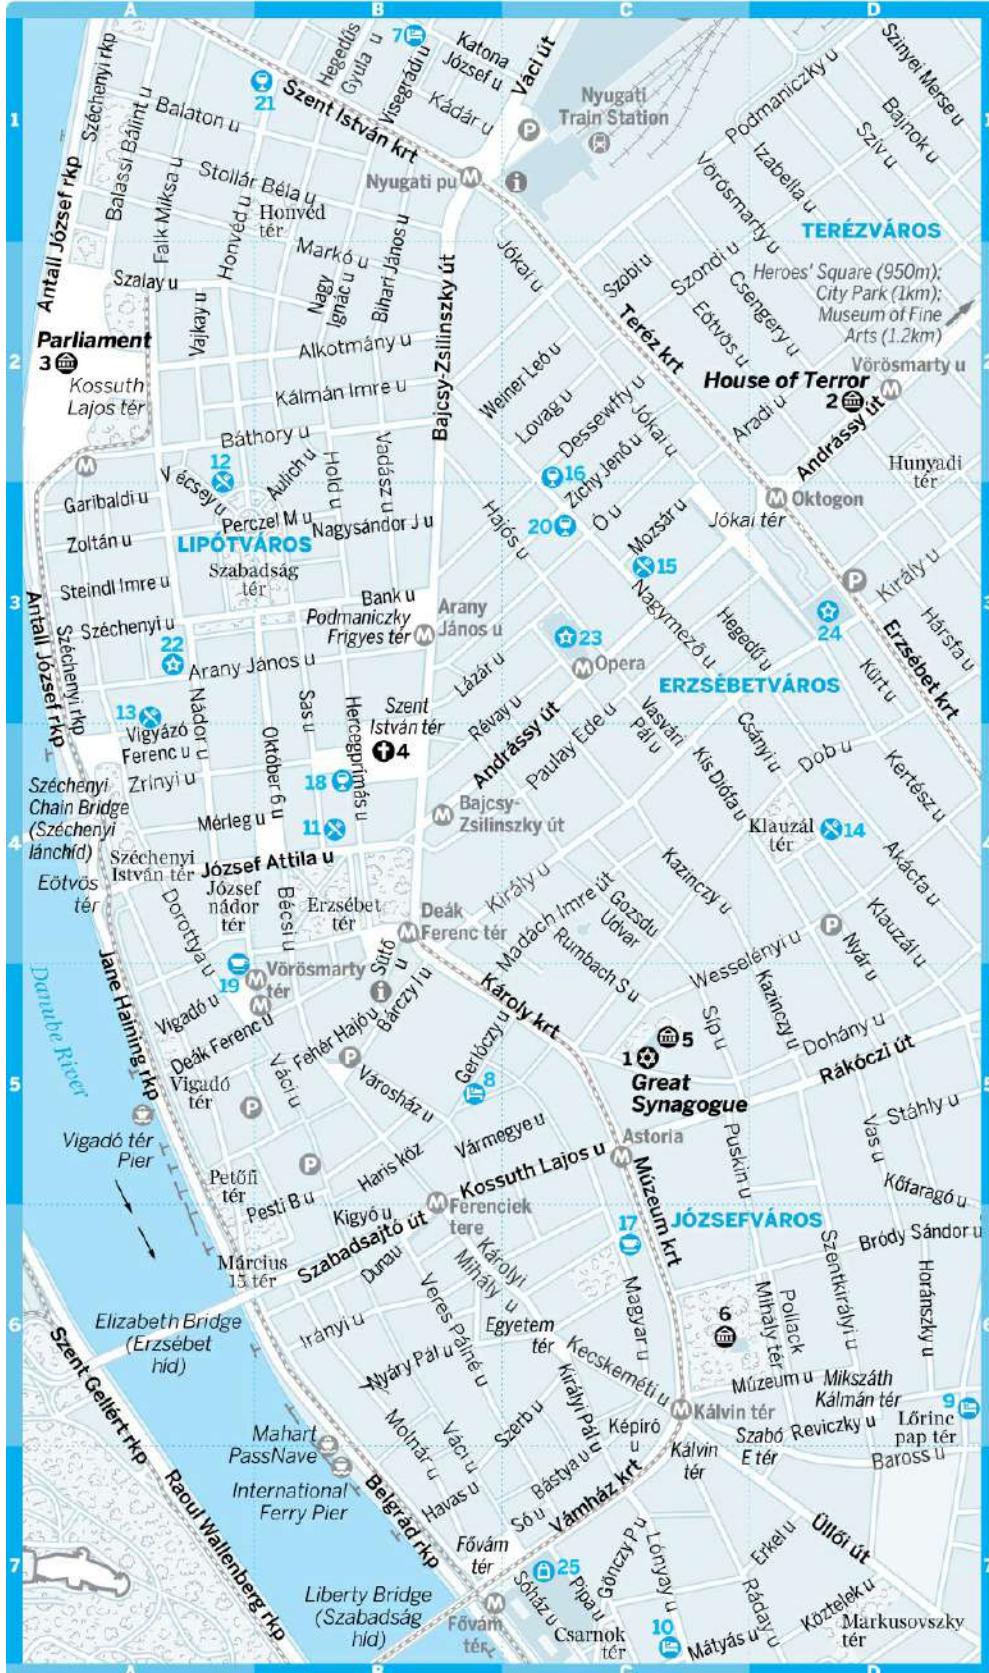 A
B
C
D
1
2
3
4
5
6
7
Széchenyi rkp
Hegedűs
Gyula u
7
Visegrádi u
Katona
József u
Váci út
Szinyei Merse u
21
Szent István krt
Kádár u
Nyugati
Train Station
Podmaniczky u
Bajnok u
Szív u
Balaton u
Balassi Bálint u
Falk Miksa u
Stollár Béla u
Honvéd u
Honvéd
tér
Nyugati pu
P
M
Izabella u
Vörösmarty u
Antall József rkp
TERÉZVÁROS
Markó u
Jókai u
Szobi u
Szondi u
Csengery u
Eötvös u
Heroes' Square (950m);
City Park (1km);
Museum of Fine
Arts (1.2km)
Szalay u
Nagy
Ignác u
Bihari János u
Bajcsy-Zsilinszky út
Teréz krt
Parliament
3
Vajkay u
Alkotmány u
Weiner Leó u
House of Terror
2
Vörösmarty u
Kossuth
Lajos tér
Kálmán Imre u
Lovag u
Dessewffy u
Jókai u
Aradi u
Andrássy út
Báthory u
12
Vécsey u
Aulich u
Hold u
Vadász u
16
Zichy Jenő u
Hunyadi
tér
Garibaldi u
Perczel M u
Nagysándor J u
Hajós u
20
Ó u
Mozsár u
Oktogon
Jókai tér
Zoltán u
LIPÓTVÁROS
Szabadság
tér
15
Steindl Imre u
Bank u
Podmaniczky
Frigyes tér
Arany
János u
Nagymező u
Hegedű u
Király u
Antall József rkp
Széchenyi rkp
Széchenyi u
22
23
24
Hársfa u
Arany János u
Lázár u
Opera
Kürt u
Erzsébet krt
ERZSÉBETVÁROS
13
Nádor u
Sas u
Szent
István tér
4
Révay u
Andrássy út
Paulay Ede u
Vasvári
Pál u
Csányi u
Vigyázó
Ferenc u
Október 6 u
Hercegprímás u
Kis Diófa u
Dob u
Kertész u
Széchenyi
Chain Bridge
(Széchenyi
lánchíd)
Zrínyi u
18
Bajcsy-
Zsilinszky út
Mérleg u
11
Klauzál
tér
14
Széchenyi
István tér
József Attila u
Kazinczy u
Akácfa u
Eötvös
tér
Dorottya u
József
nádor
tér
Bécsi u
Erzsébet
tér
Deák
Ferenc tér
Király u
Madách Imre út
Gozsdu
Udvar
Klauzál u
Rumbach S u
Wesselényi u
Nyár u
19
Vörösmarty
tér
Sütő
u
Károly krt
Danube River
Jane Haining rkp
Vigadó u
Bárczy I u
Kazinczy u
Síp u
Dohány u
Deák Ferenc u
Fehér Hajó u
Gerlóczy u
1
5
Great
Synagogue
Rákóczi út
Vigadó
tér
Váci u
Városház u
8
Stáhly u
Vigadó tér
Pier
Vármegye u
Astoria
Puskin u
Vas u
Petőfi
tér
Haris köz
Kossuth Lajos u
Múzeum krt
Kőfaragó u
Pesti B u
Kígyó u
Ferenciek
tere
17
JÓZSEFVÁROS
Bródy Sándor u
Március
15 tér
Szabadsajtó út
Dunau
Károlyi
Mihály u
Magyar u
Szentkirályi u
Horánszky u
Elizabeth Bridge
(Erzsébet
híd)
Irányi u
Veres Pálné u
Egyetem
tér
6
Pollack
Mihály tér
Kecskeméti u
Szent Gellért rkp
Nyáry Pál u
Királyi Pál u
Múzeum u
Mikszáth
Kálmán tér
9
Kálvin tér
Mahart
PassNave
Molnár u
Váci u
Szerb u
Képíró
u
Kálvin
tér
Szabó
E tér
Reviczky u
Lőrinc
pap tér
Baross u
International
Ferry Pier
Havas u
Bástya u
Raoul Wallenberg rkp
Belgrád rkp
Só u
Vámház krt
Üllői út
Fővám
tér
25
Gönczy P u
Lónyay u
Erkel u
Liberty Bridge
(Szabadság
híd)
Fővám
tér
Sóház u
Pipa u
Csarnok
tér
10
Mátyás u
Ráday u
Köztelek u
Markusovszky
tér